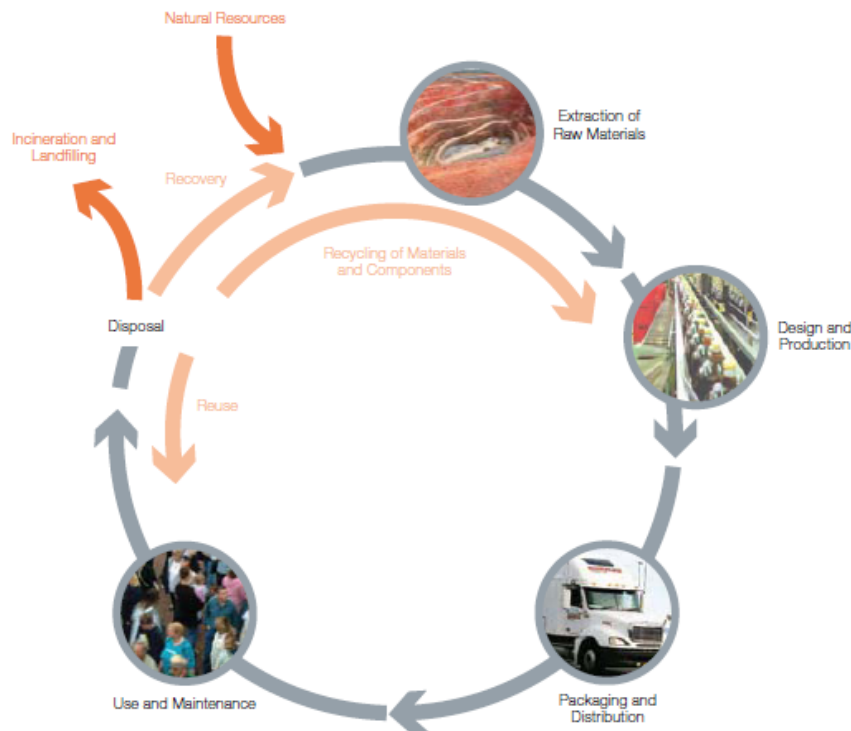 Natural Resources
Extraction of
Raw Materials
Incineration and
Landfilling
Recovery
Recycling of Materials
and Components
Disposal
Design and
Production
Reuse
Use and Maintenance
Packaging and
Distribution